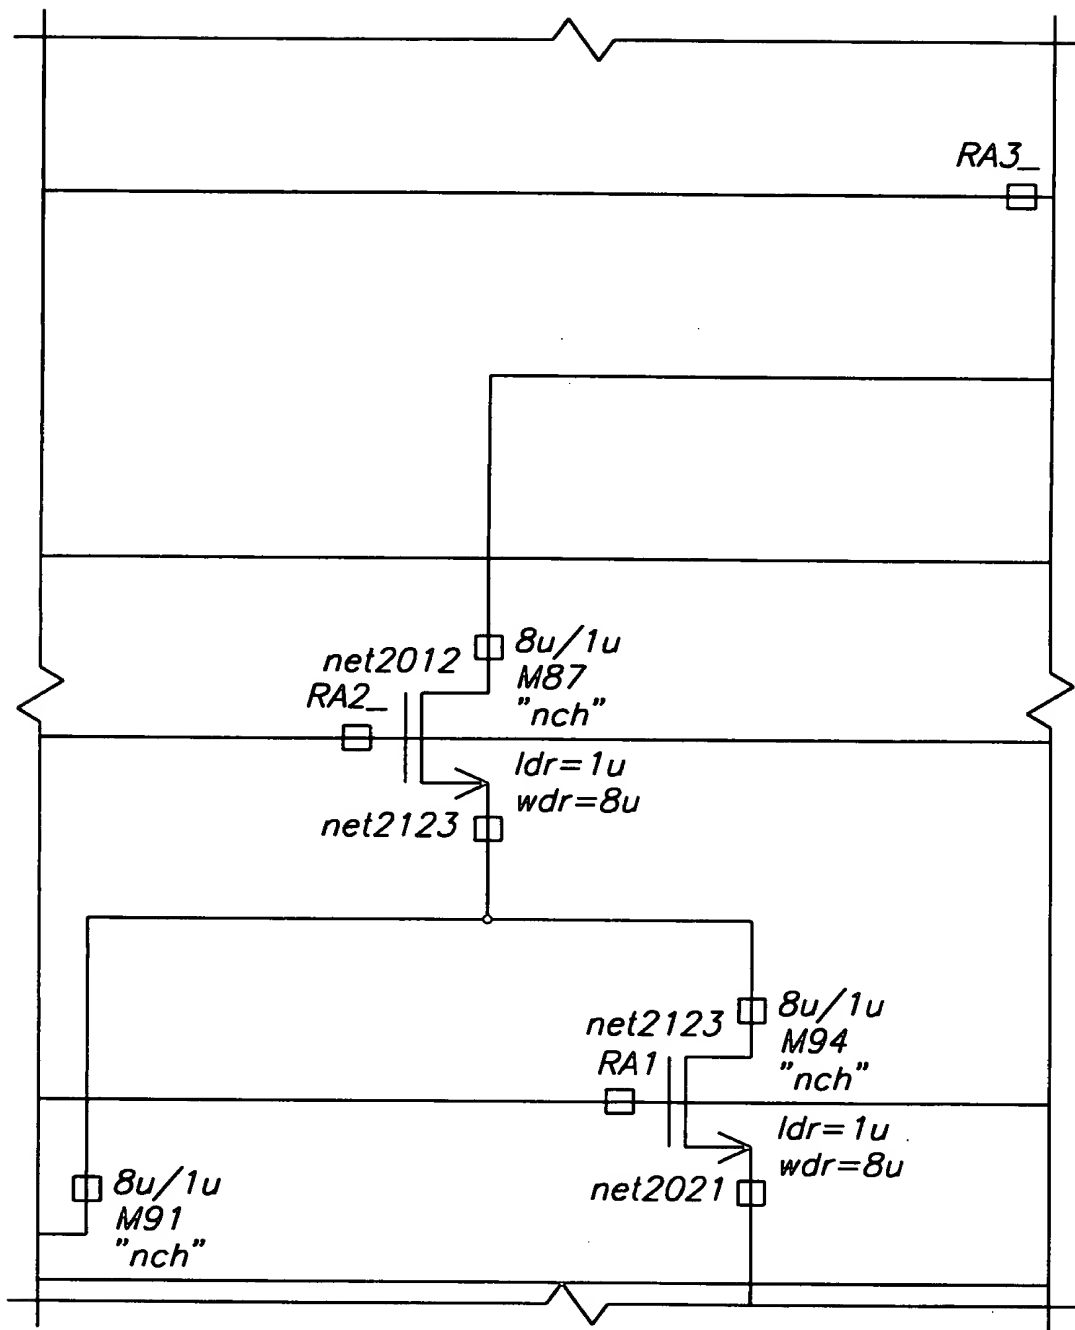 RA3_
net2012
8u/1u
M87
"nch"
RA2_
ldr=1u
wdr=8u
net2123
net2123
8u/1u
M94
"nch"
RA1
ldr=1u
wdr=8u
net2021
8u/1u
M91
"nch"